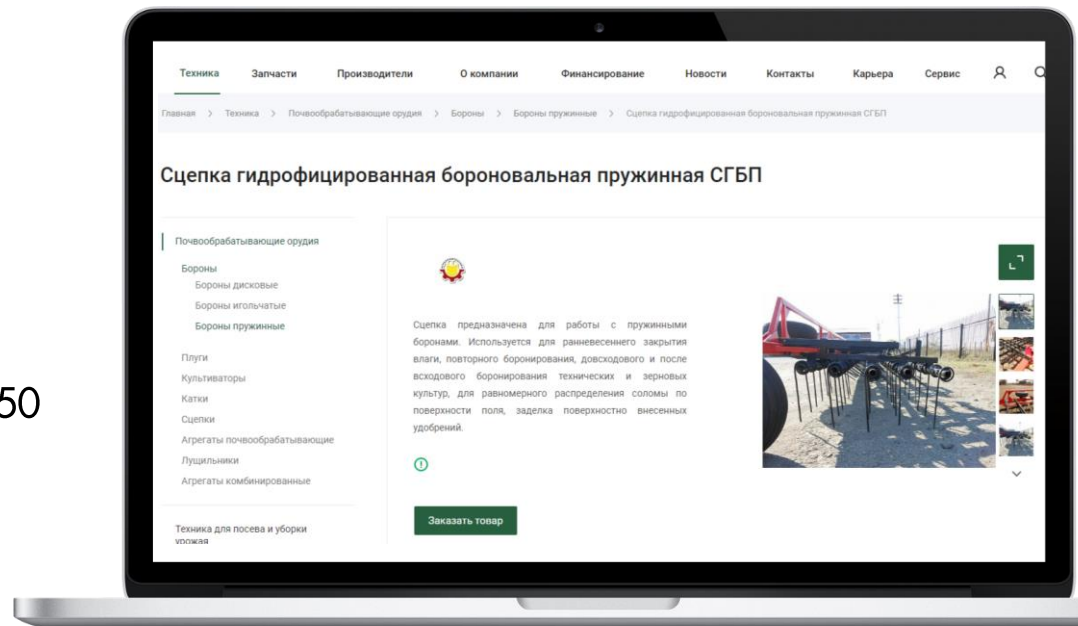 Техника Запчасти Производители О компании Финансирование Новости Контакты Карьера Сервис
Главная > Техника > Почвообрабатывающие орудия > Бороны > Бороны пружинные > Сцепка гидрофицированная бороновальная пружинная СГБП
Сцепка гидрофицированная бороновальная пружинная СГБП
Почвообрабатывающие орудия
Бороны
Бороны дисковые
Бороны игольчатые
Бороны пружинные
Плуги
Культиваторы
Катки
Сцепки
Агрегаты почвообрабатывающие
Лущильники
Агрегаты комбинированные
Техника для посева и уборки
урожая
Сцепка предназначена для работы с пружинными
боронами. Используется для ранневесеннего закрытия
влаги, повторного боронирования, довсходового и после
всходового боронирования технических и зерновых
культур, для равномерного распределения соломы по
поверхности поля, заделка поверхностно внесенных
удобрений.
Заказать товар
50